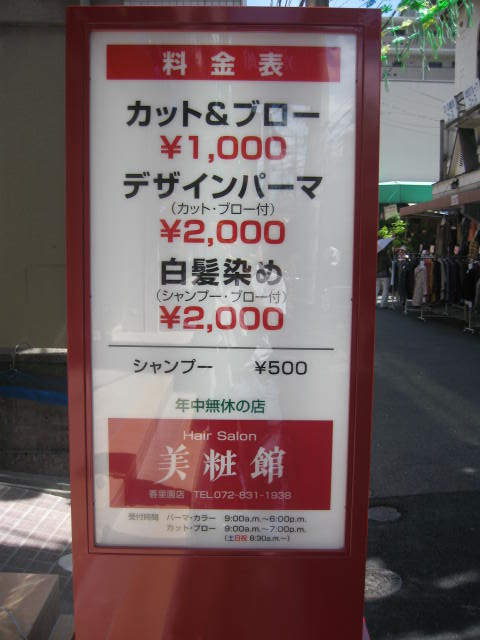 料金表
カット&ブロー
¥1,000
デザインパーマ
(カット・ブロー付)
¥2,000
白髪染め
(シャンプー・ブロー付)
¥2,000
シャンプー ¥500
年中無休の店
Hair Salon
美粧館
香里園店 TEL.072-831-1938
受付時間 パーマ・カラー 9:00a.m.〜6:00p.m.
カット・ブロー 9:00a.m.〜7:00p.m.
(土日祝 8:30a.m.〜)